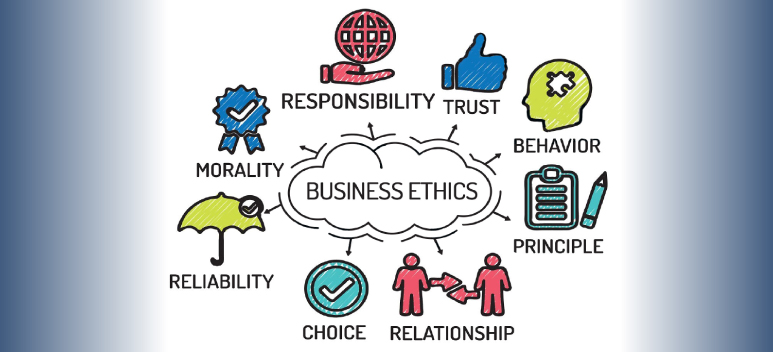 RESPONSIBILITY
TRUST
BEHAVIOR
MORALITY
BUSINESS ETHICS
PRINCIPLE
RELIABILITY
CHOICE
RELATIONSHIP